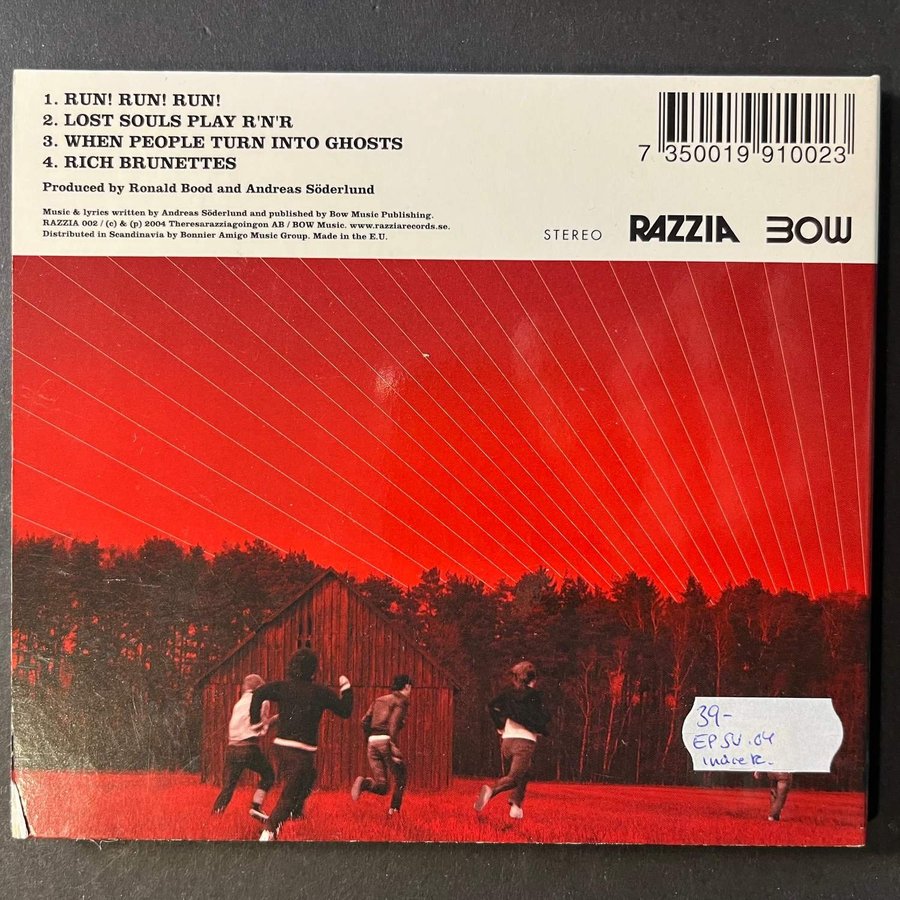 1. RUN! RUN! RUN!
2. LOST SOULS PLAY R'N'R
3. WHEN PEOPLE TURN INTO GHOSTS
4. RICH BRUNETTES
Produced by Ronald Bood and Andreas Söderlund
Music & lyrics written by Andreas Söderlund and published by Bow Music Publishing.
RAZZIA 002 / (c) & (p) 2004 Theresarazziagoingon AB / BOW Music. www.razziarecords.se.
Distributed in Scandinavia by Bonnier Amigo Music Group. Made in the E.U.
7 350019 910023
STEREO RAZZIA BOW
39-
EP SV. 04